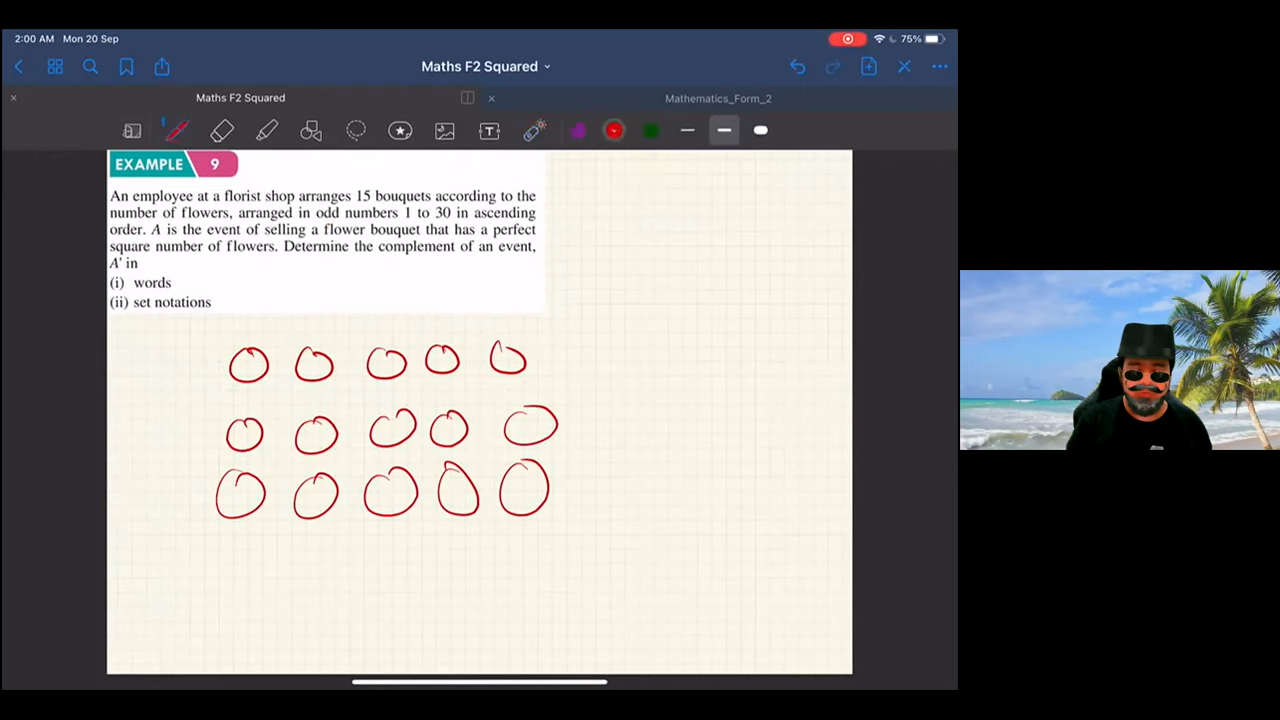 2:00 AM Mon 20 Sep
75%
Maths F2 Squared
Maths F2 Squared
Mathematics_Form_2
EXAMPLE 9
An employee at a florist shop arranges 15 bouquets according to the
number of flowers, arranged in odd numbers 1 to 30 in ascending
order. A is the event of selling a flower bouquet that has a perfect
square number of flowers. Determine the complement of an event,
A' in
(i) words
(ii) set notations